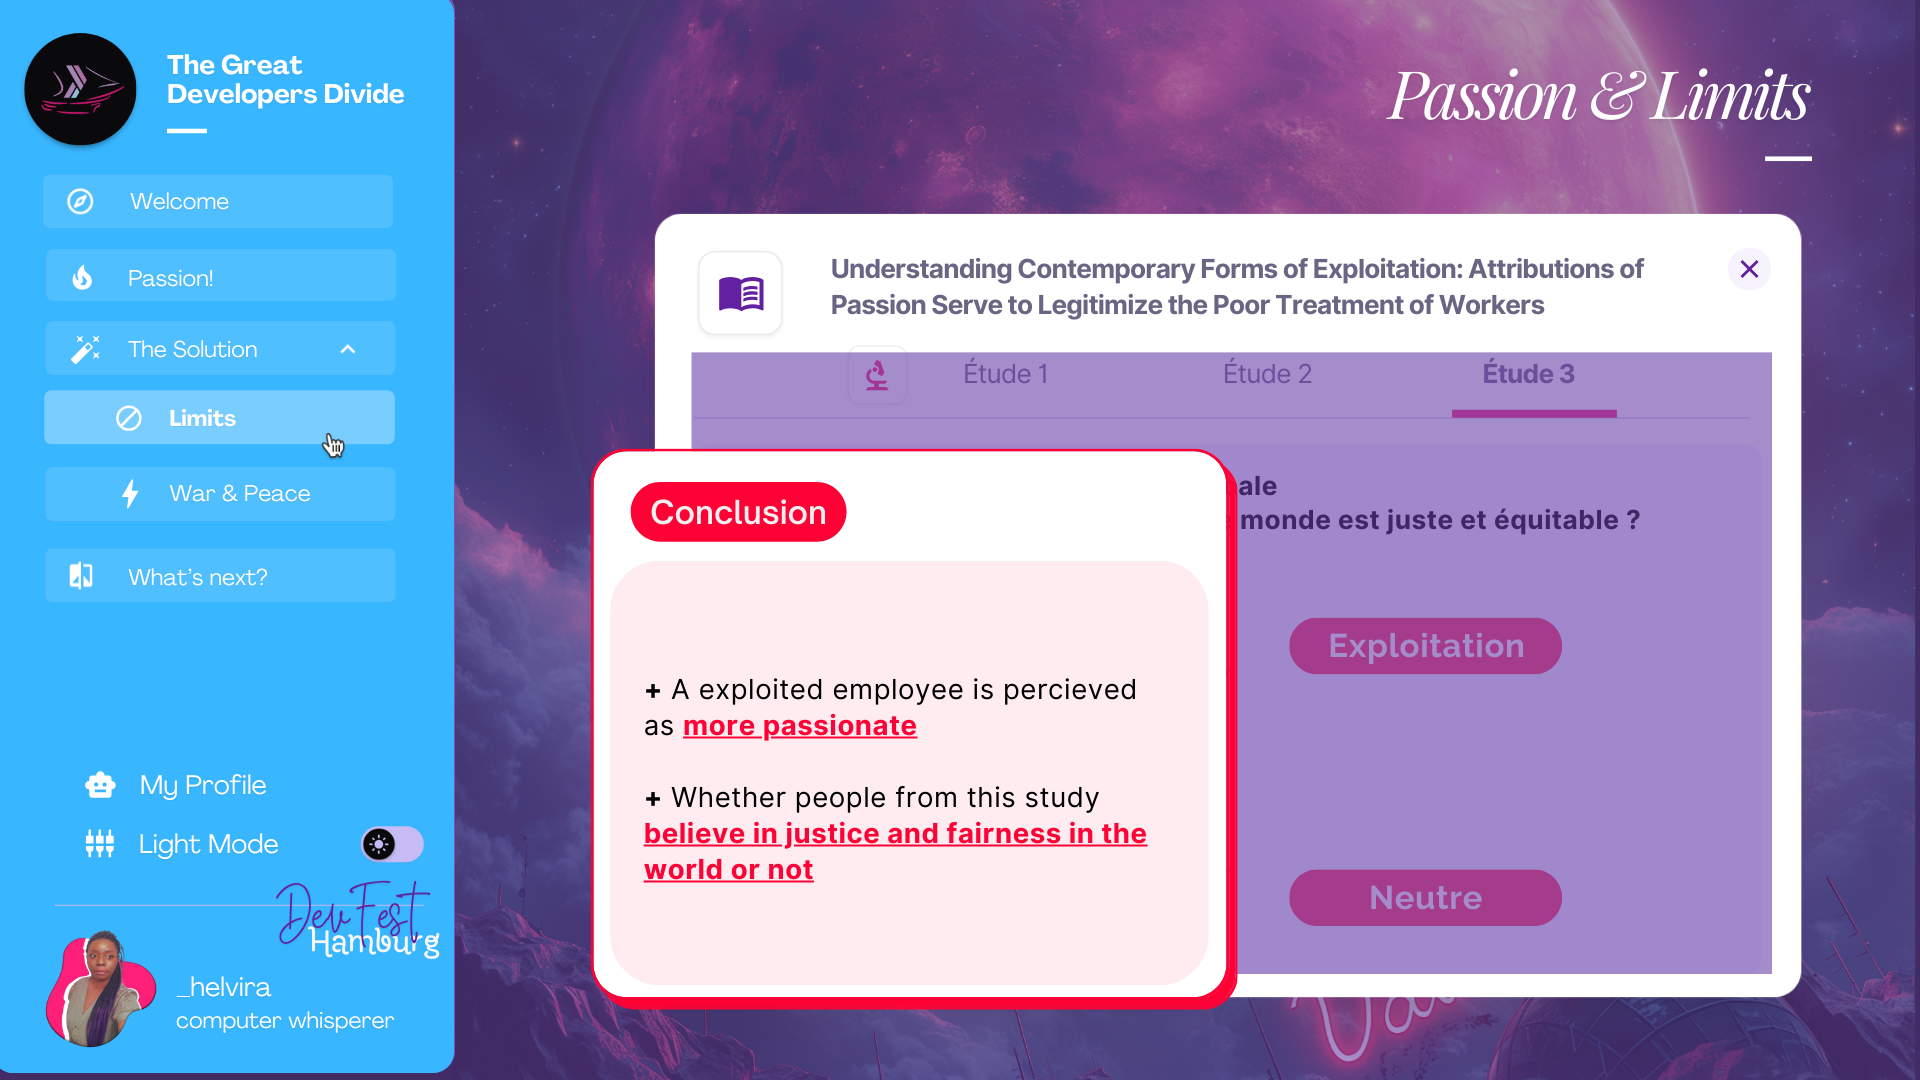 The Great
Developers Divide
Welcome
Passion!
The Solution
Limits
War & Peace
What's next?
My Profile
Light Mode
DevFest
Hamburg
_helvira
computer whisperer
Passion & Limits
Understanding Contemporary Forms of Exploitation: Attributions of
Passion Serve to Legitimize the Poor Treatment of Workers
Étude 1
Étude 2
Étude 3
monde est juste et équitable ?
Exploitation
Neutre
Conclusion
+ A exploited employee is percieved
as more passionate
+ Whether people from this study
believe in justice and fairness in the
world or not